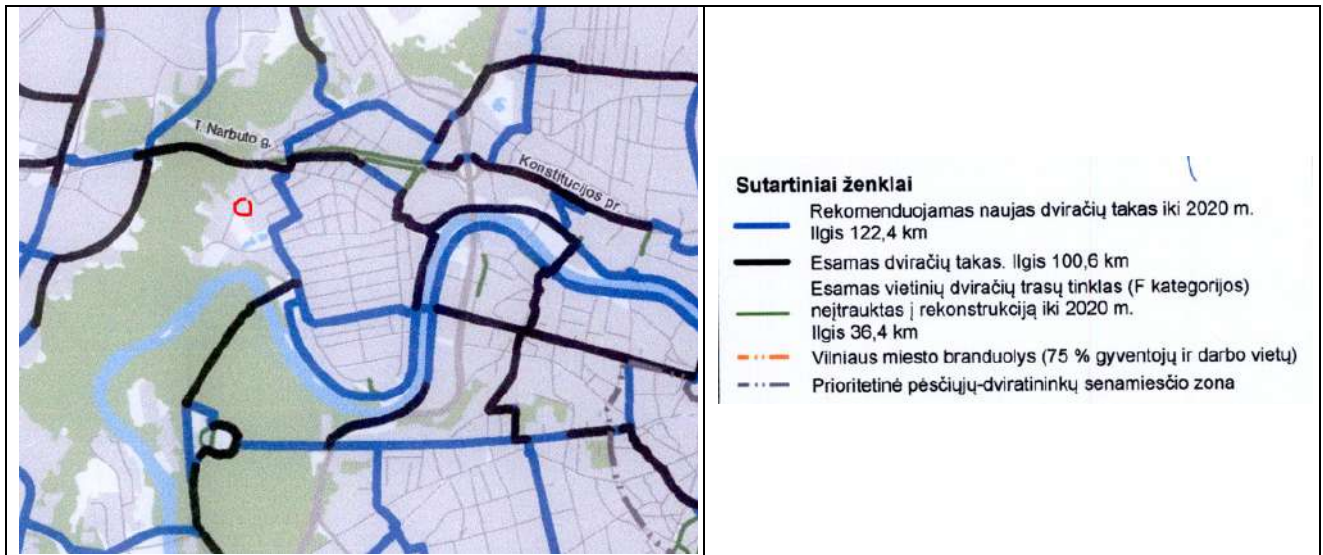 T. Narbuto g.
Konstitucijos pr.
Sutartiniai ženklai
Rekomenduojamas naujas dviračių takas iki 2020 m.
Ilgis 122,4 km
Esamas dviračių takas. Ilgis 100,6 km
Esamas vietinių dviračių trasų tinklas (F kategorijos)
neįtrauktas į rekonstrukciją iki 2020 m.
Ilgis 36,4 km
Vilniaus miesto branduolys (75 % gyventojų ir darbo vietų)
Prioritetinė pėsčiųjų-dviratininkų senamiesčio zona